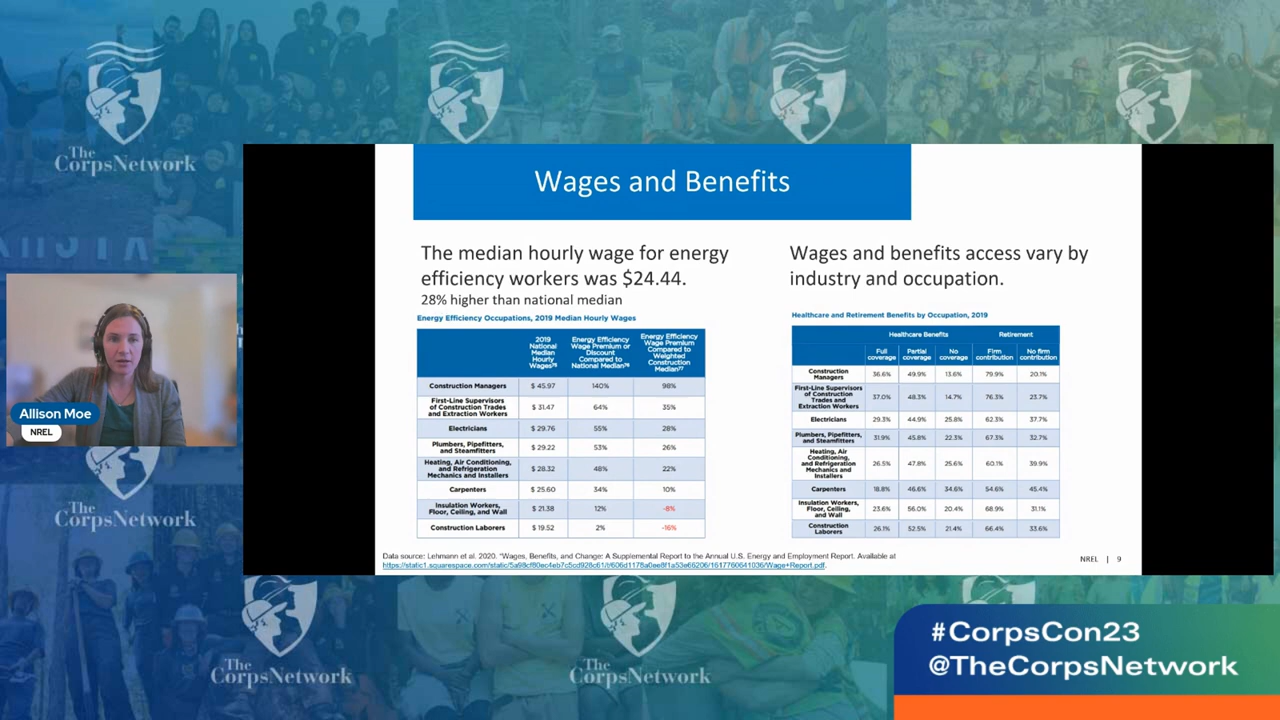 The
CorpsNetwork
Wages and Benefits
The median hourly wage for energy
efficiency workers was $24.44.
28% higher than national median
Energy Efficiency Occupations, 2019 Median Hourly Wages
2019 National Median Hourly Wages⁷⁵ | Energy Efficiency Wage Premium or Discount Compared to National Median⁷⁶ | Energy Efficiency Wage Premium Compared to Weighted Construction Median⁷⁷
Construction Managers $ 45.97 140% 98%
First-Line Supervisors of Construction Trades and Extraction Workers $ 31.47 64% 35%
Electricians $ 29.76 55% 28%
Plumbers, Pipefitters, and Steamfitters $ 29.22 53% 26%
Heating, Air Conditioning, and Refrigeration Mechanics and Installers $ 28.32 48% 22%
Carpenters $ 25.60 34% 10%
Insulation Workers, Floor, Ceiling, and Wall $ 21.38 12% -8%
Construction Laborers $ 19.52 2% -16%
Wages and benefits access vary by
industry and occupation.
Healthcare and Retirement Benefits by Occupation, 2019
Healthcare Benefits Retirement
Full coverage Partial coverage No coverage Firm contribution No firm contribution
Construction Managers 36.6% 49.9% 13.6% 79.9% 20.1%
First-Line Supervisors of Construction Trades and Extraction Workers 37.0% 48.3% 14.7% 76.3% 23.7%
Electricians 29.3% 44.9% 25.8% 62.3% 37.7%
Plumbers, Pipefitters, and Steamfitters 31.9% 45.8% 22.3% 67.3% 32.7%
Heating, Air Conditioning, and Refrigeration Mechanics and Installers 26.5% 47.8% 25.6% 60.1% 39.9%
Carpenters 18.8% 46.6% 34.6% 54.6% 45.4%
Insulation Workers, Floor, Ceiling, and Wall 23.6% 56.0% 20.4% 68.9% 31.1%
Construction Laborers 26.1% 52.5% 21.4% 66.4% 33.6%
Data source: Lehmann et al. 2020. "Wages, Benefits, and Change: A Supplemental Report to the Annual U.S. Energy and Employment Report. Available at
NREL | 9
Allison Moe
NREL
The
CorpsNetwork
The
CorpsNetwork
The
CorpsNetwork
#CorpsCon23
@TheCorpsNetwork